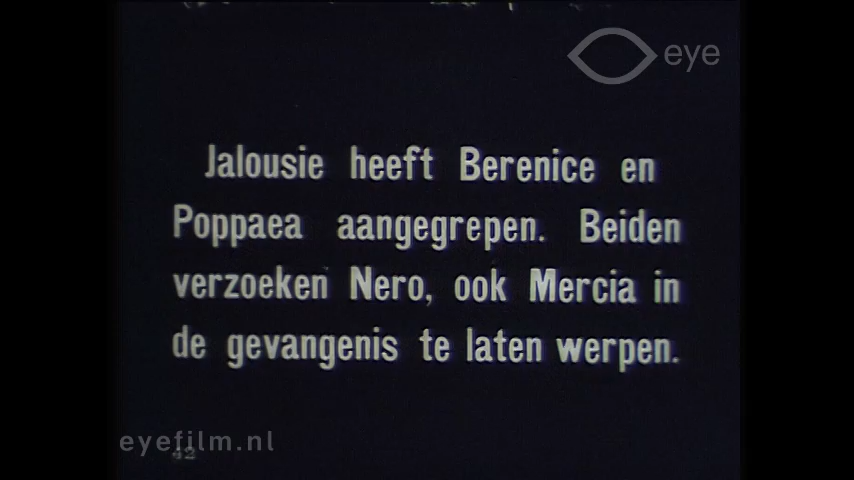 eye
Jalousie heeft Berenice en
Poppaea aangegrepen. Beiden
verzoeken Nero, ook Mercia in
de gevangenis te laten werpen.
eyefilm.nl
42